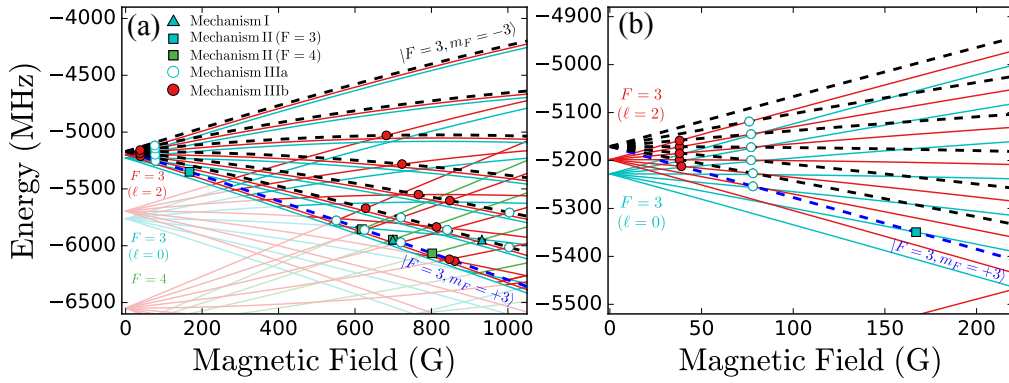 (a)
Mechanism I
Mechanism II (F = 3)
Mechanism II (F = 4)
Mechanism IIIa
Mechanism IIIb
|F = 3, m_F = −3⟩
F = 3
(ℓ = 2)
F = 3
(ℓ = 0)
F = 4
|F = 3, m_F = +3⟩
Energy (MHz)
−4000
−4500
−5000
−5500
−6000
−6500
0
200
400
600
800
1000
Magnetic Field (G)
(b)
F = 3
(ℓ = 2)
F = 3
(ℓ = 0)
|F = 3, m_F = +3⟩
−4900
−5000
−5100
−5200
−5300
−5400
−5500
0
50
100
150
200
Magnetic Field (G)